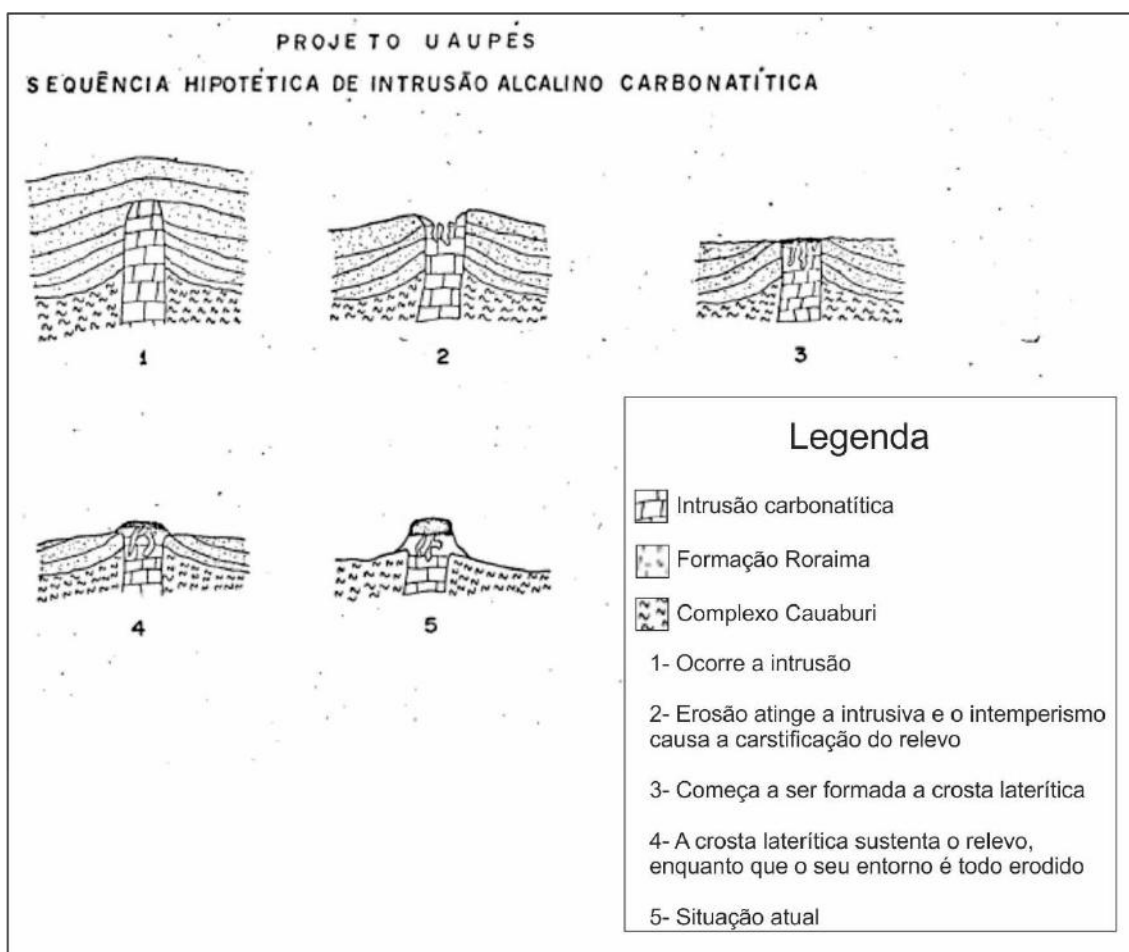 PROJETO UAUPÉS
SEQUÊNCIA HIPOTÉTICA DE INTRUSÃO ALCALINO CARBONATÍTICA
1
2
3
4
5
Legenda
Intrusão carbonatítica
Formação Roraima
Complexo Cauaburi
1- Ocorre a intrusão
2- Erosão atinge a intrusiva e o intemperismo
causa a carstificação do relevo
3- Começa a ser formada a crosta laterítica
4- A crosta laterítica sustenta o relevo,
enquanto que o seu entorno é todo erodido
5- Situação atual